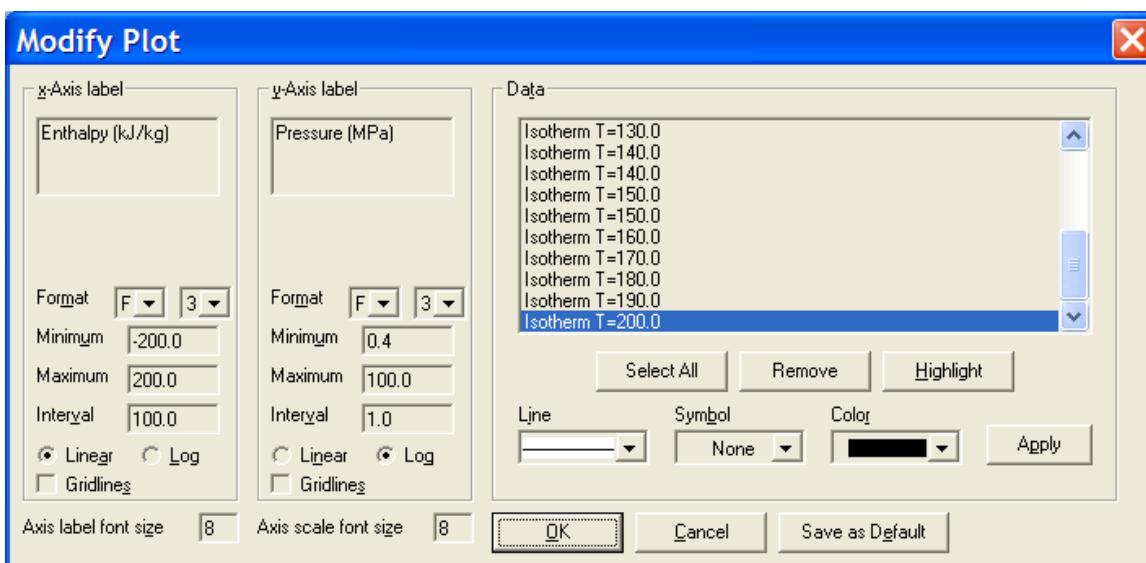 Modify Plot
x-Axis label
Enthalpy (kJ/kg)
Format F 3
Minimum -200.0
Maximum 200.0
Interval 100.0
Linear Log
Gridlines
y-Axis label
Pressure (MPa)
Format F 3
Minimum 0.4
Maximum 100.0
Interval 1.0
Linear Log
Gridlines
Data
Isotherm T=130.0
Isotherm T=140.0
Isotherm T=140.0
Isotherm T=150.0
Isotherm T=150.0
Isotherm T=160.0
Isotherm T=170.0
Isotherm T=180.0
Isotherm T=190.0
Isotherm T=200.0
Select All Remove Highlight
Line Symbol Color
None Apply
Axis label font size 8 Axis scale font size 8 OK Cancel Save as Default